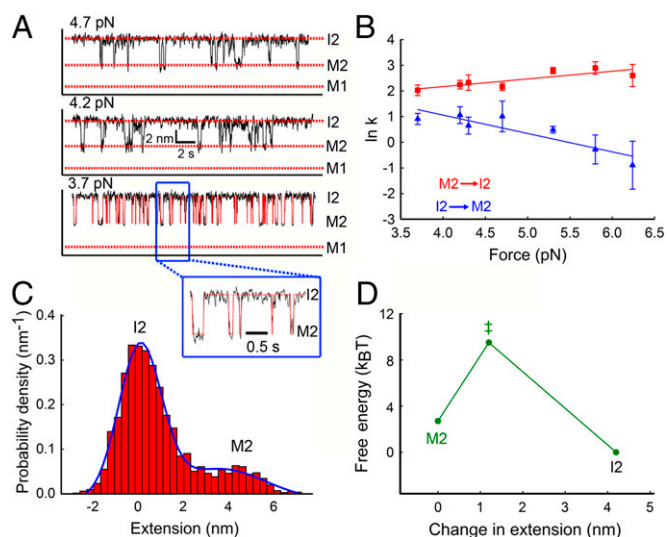 A
4.7 pN
I2
M2
M1
4.2 pN
I2
2 nm
2 s
M2
M1
3.7 pN
I2
M2
M1
I2
M2
0.5 s
B
ln k
4
3
2
1
0
-1
-2
-3
M2→I2
I2→M2
3.5 4.0 4.5 5.0 5.5 6.0 6.5
Force (pN)
C
Probability density (nm⁻¹)
0.4
0.3
0.2
0.1
0.0
I2
M2
-2 0 2 4 6
Extension (nm)
D
Free energy (kBT)
12
8
4
0
‡
M2
I2
0 1 2 3 4 5
Change in extension (nm)